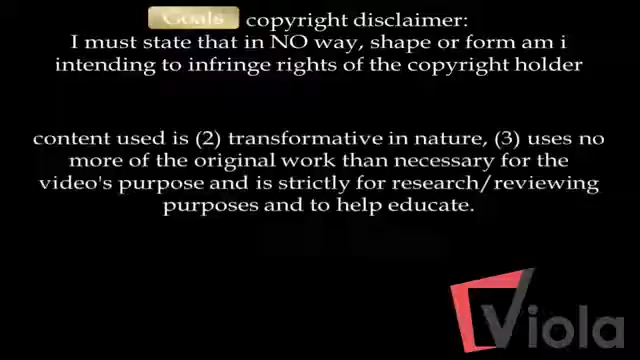 Goals copyright disclaimer:
I must state that in NO way, shape or form am i
intending to infringe rights of the copyright holder
content used is (2) transformative in nature, (3) uses no
more of the original work than necessary for the
video's purpose and is strictly for research/reviewing
purposes and to help educate.
Viola